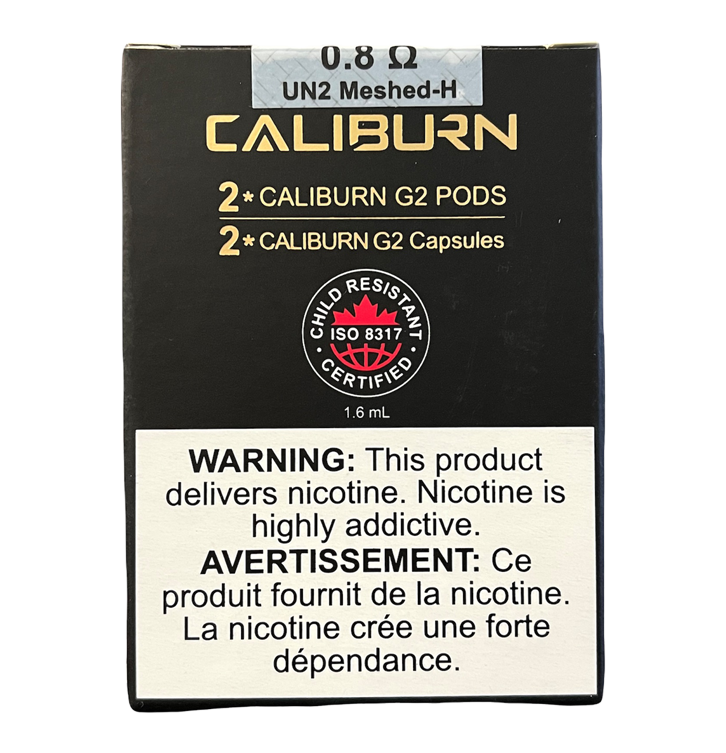 0.8 Ω
UN2 Meshed-H
CALIBURN
2* CALIBURN G2 PODS
2* CALIBURN G2 Capsules
CHILD RESISTANT
ISO 8317
• CERTIFIED •
1.6 mL
WARNING: This product
delivers nicotine. Nicotine is
highly addictive.
AVERTISSEMENT: Ce
produit fournit de la nicotine.
La nicotine crée une forte
dépendance.